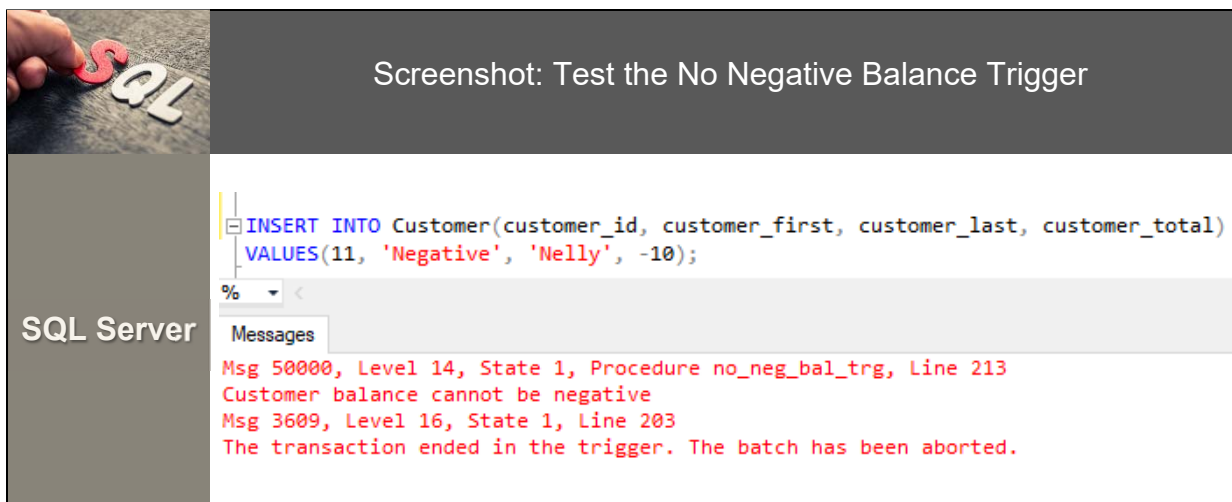 SQL
Screenshot: Test the No Negative Balance Trigger
SQL Server
INSERT INTO Customer(customer_id, customer_first, customer_last, customer_total)
VALUES(11, 'Negative', 'Nelly', -10);
%
Messages
Msg 50000, Level 14, State 1, Procedure no_neg_bal_trg, Line 213
Customer balance cannot be negative
Msg 3609, Level 16, State 1, Line 203
The transaction ended in the trigger. The batch has been aborted.